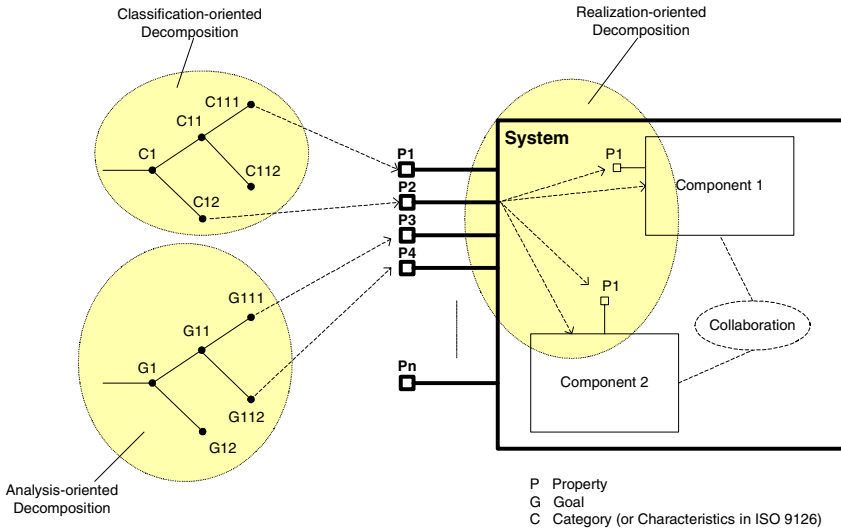 Classification-oriented
Decomposition
Realization-oriented
Decomposition
C111
C11
C1
C112
C12
P1
P2
P3
P4
Pn
System
P1
Component 1
P1
Collaboration
Component 2
G111
G11
G1
G112
G12
Analysis-oriented
Decomposition
P Property
G Goal
C Category (or Characteristics in ISO 9126)